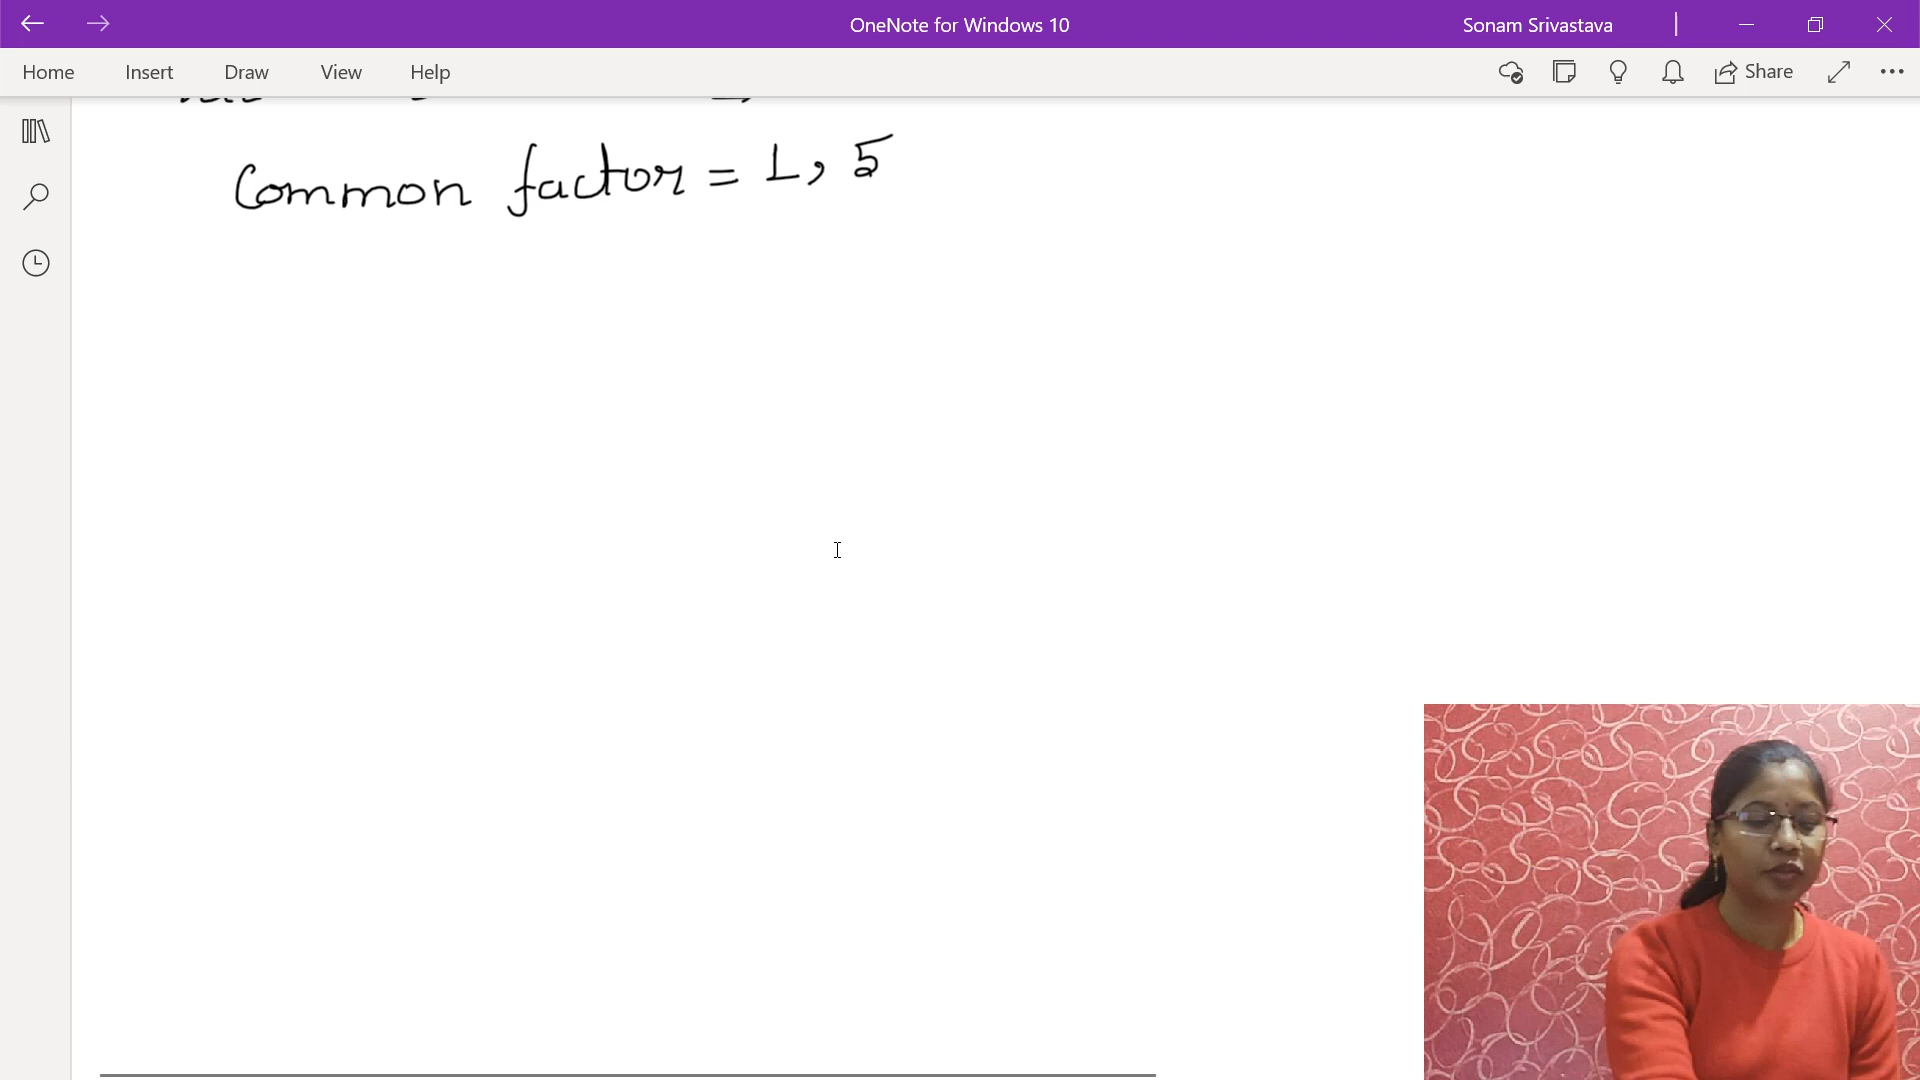 OneNote for Windows 10
Sonam Srivastava
Home Insert Draw View Help
Share
Common factor = 1, 5